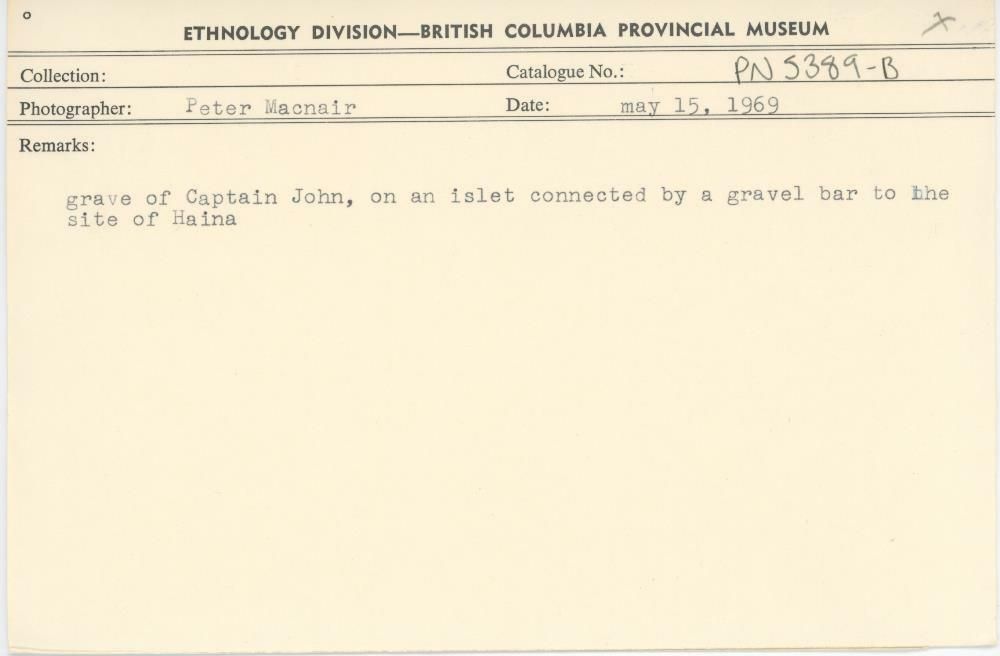 ETHNOLOGY DIVISION—BRITISH COLUMBIA PROVINCIAL MUSEUM
Collection: Catalogue No.: PN 5389-B
Photographer: Peter Macnair Date: may 15, 1969
Remarks:
grave of Captain John, on an islet connected by a gravel bar to the
site of Haina